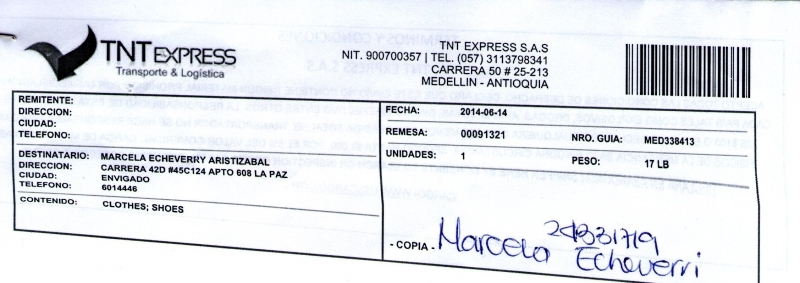 TNT EXPRESS
Transporte & Logística
TNT EXPRESS S.A.S
NIT. 900700357 | TEL. (057) 3113798341
CARRERA 50 # 25-213
MEDELLIN - ANTIOQUIA
REMITENTE:
DIRECCION:
CIUDAD:
TELEFONO:
DESTINATARIO: MARCELA ECHEVERRY ARISTIZABAL
DIRECCION: CARRERA 42D #45C124 APTO 608 LA PAZ
CIUDAD: ENVIGADO
TELEFONO: 6014446
CONTENIDO: CLOTHES; SHOES
FECHA: 2014-06-14
REMESA: 00091321 NRO. GUIA: MED338413
UNIDADES: 1 PESO: 17 LB
- COPIA -
Marcela
Echeverri